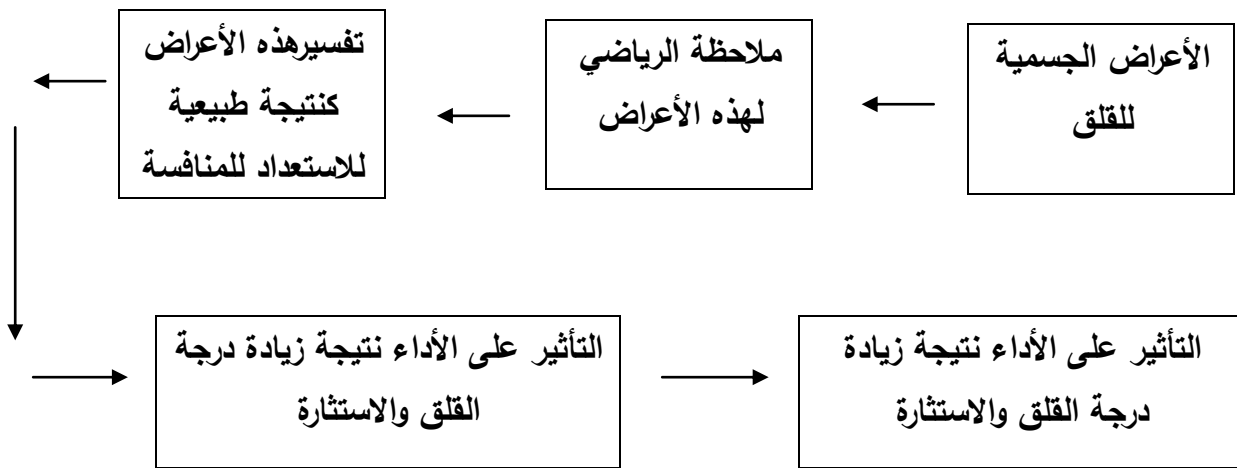 الأعراض الجسمية
للقلق
ملاحظة الرياضي
لهذه الأعراض
تفسيرهذه الأعراض
كنتيجة طبيعية
للاستعداد للمنافسة
التأثير على الأداء نتيجة زيادة درجة
القلق والاستثارة
التأثير على الأداء نتيجة زيادة
درجة القلق والاستثارة